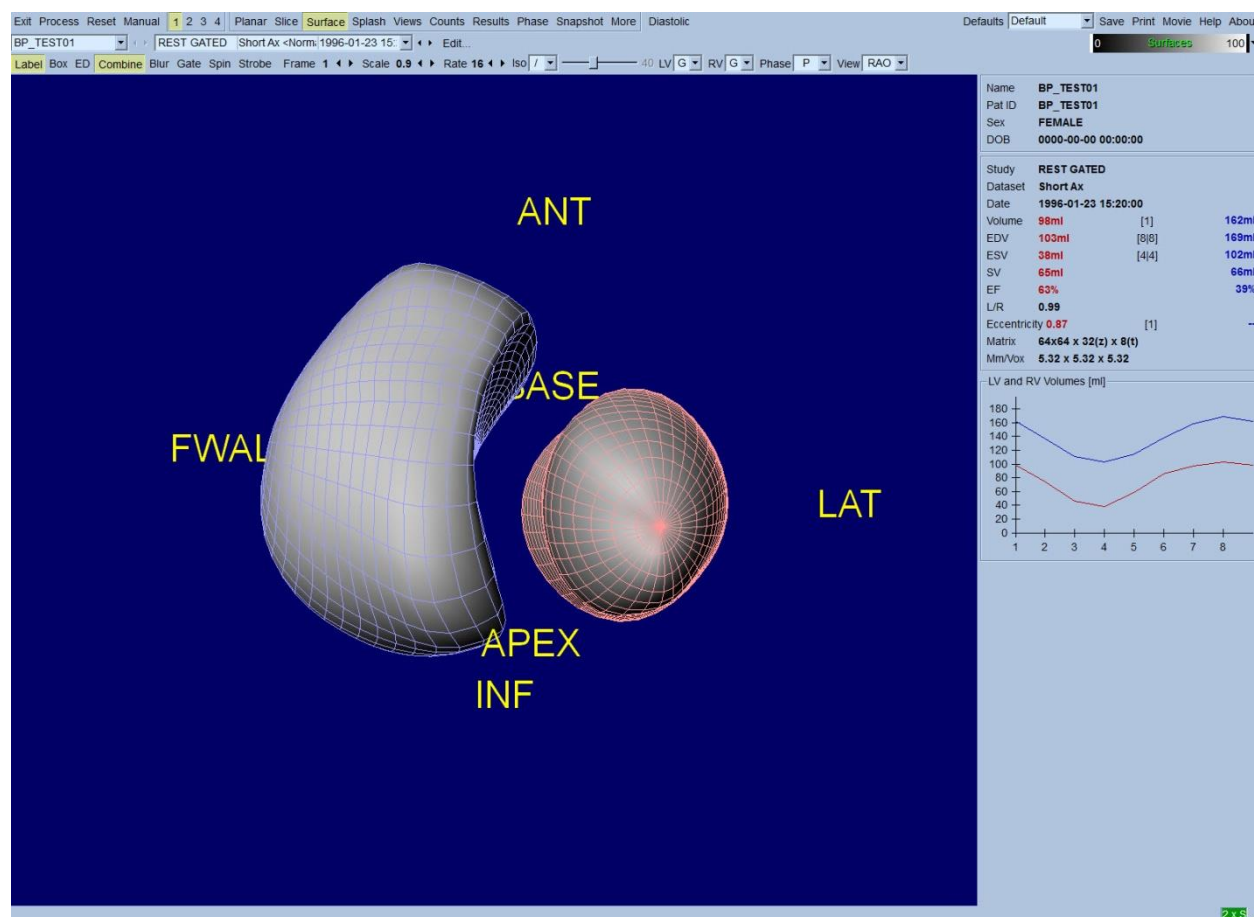 Exit Process Reset Manual 1 2 3 4 Planar Slice Surface Splash Views Counts Results Phase Snapshot More Diastolic Defaults Default Save Print Movie Help Abou
BP_TEST01 REST GATED Short Ax <Norm 1996-01-23 15: Edit... 0 Surfaces 100
Label Box ED Combine Blur Gate Spin Strobe Frame 1 Scale 0.9 Rate 16 Iso / 40 LV G RV G Phase P View RAO
ANT
BASE
FWAL
LAT
APEX
INF
Name BP_TEST01
Pat ID BP_TEST01
Sex FEMALE
DOB 0000-00-00 00:00:00
Study REST GATED
Dataset Short Ax
Date 1996-01-23 15:20:00
Volume 98ml [1] 162ml
EDV 103ml [8|8] 169ml
ESV 38ml [4|4] 102ml
SV 65ml 66ml
EF 63% 39%
L/R 0.99
Eccentricity 0.87 [1] --
Matrix 64x64 x 32(z) x 8(t)
Mm/Vox 5.32 x 5.32 x 5.32
LV and RV Volumes [ml]
180
160
140
120
100
80
60
40
20
0
1 2 3 4 5 6 7 8
2 x S